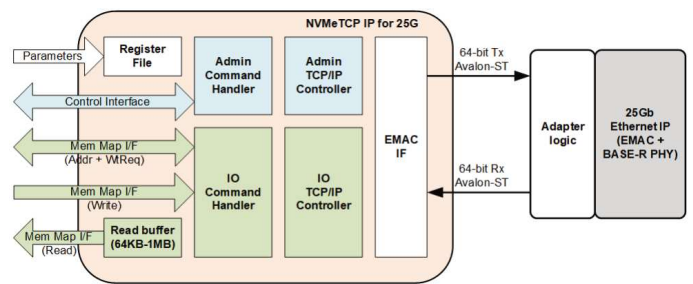 NVMeTCP IP for 25G
Parameters
Register
File
Admin
Command
Handler
Admin
TCP/IP
Controller
Control Interface
Mem Map I/F
(Addr + WtReq)
Mem Map I/F
(Write)
Mem Map I/F
(Read)
Read buffer
(64KB-1MB)
IO
Command
Handler
IO
TCP/IP
Controller
EMAC
IF
64-bit Tx
Avalon-ST
64-bit Rx
Avalon-ST
Adapter
logic
25Gb
Ethernet IP
(EMAC +
BASE-R PHY)